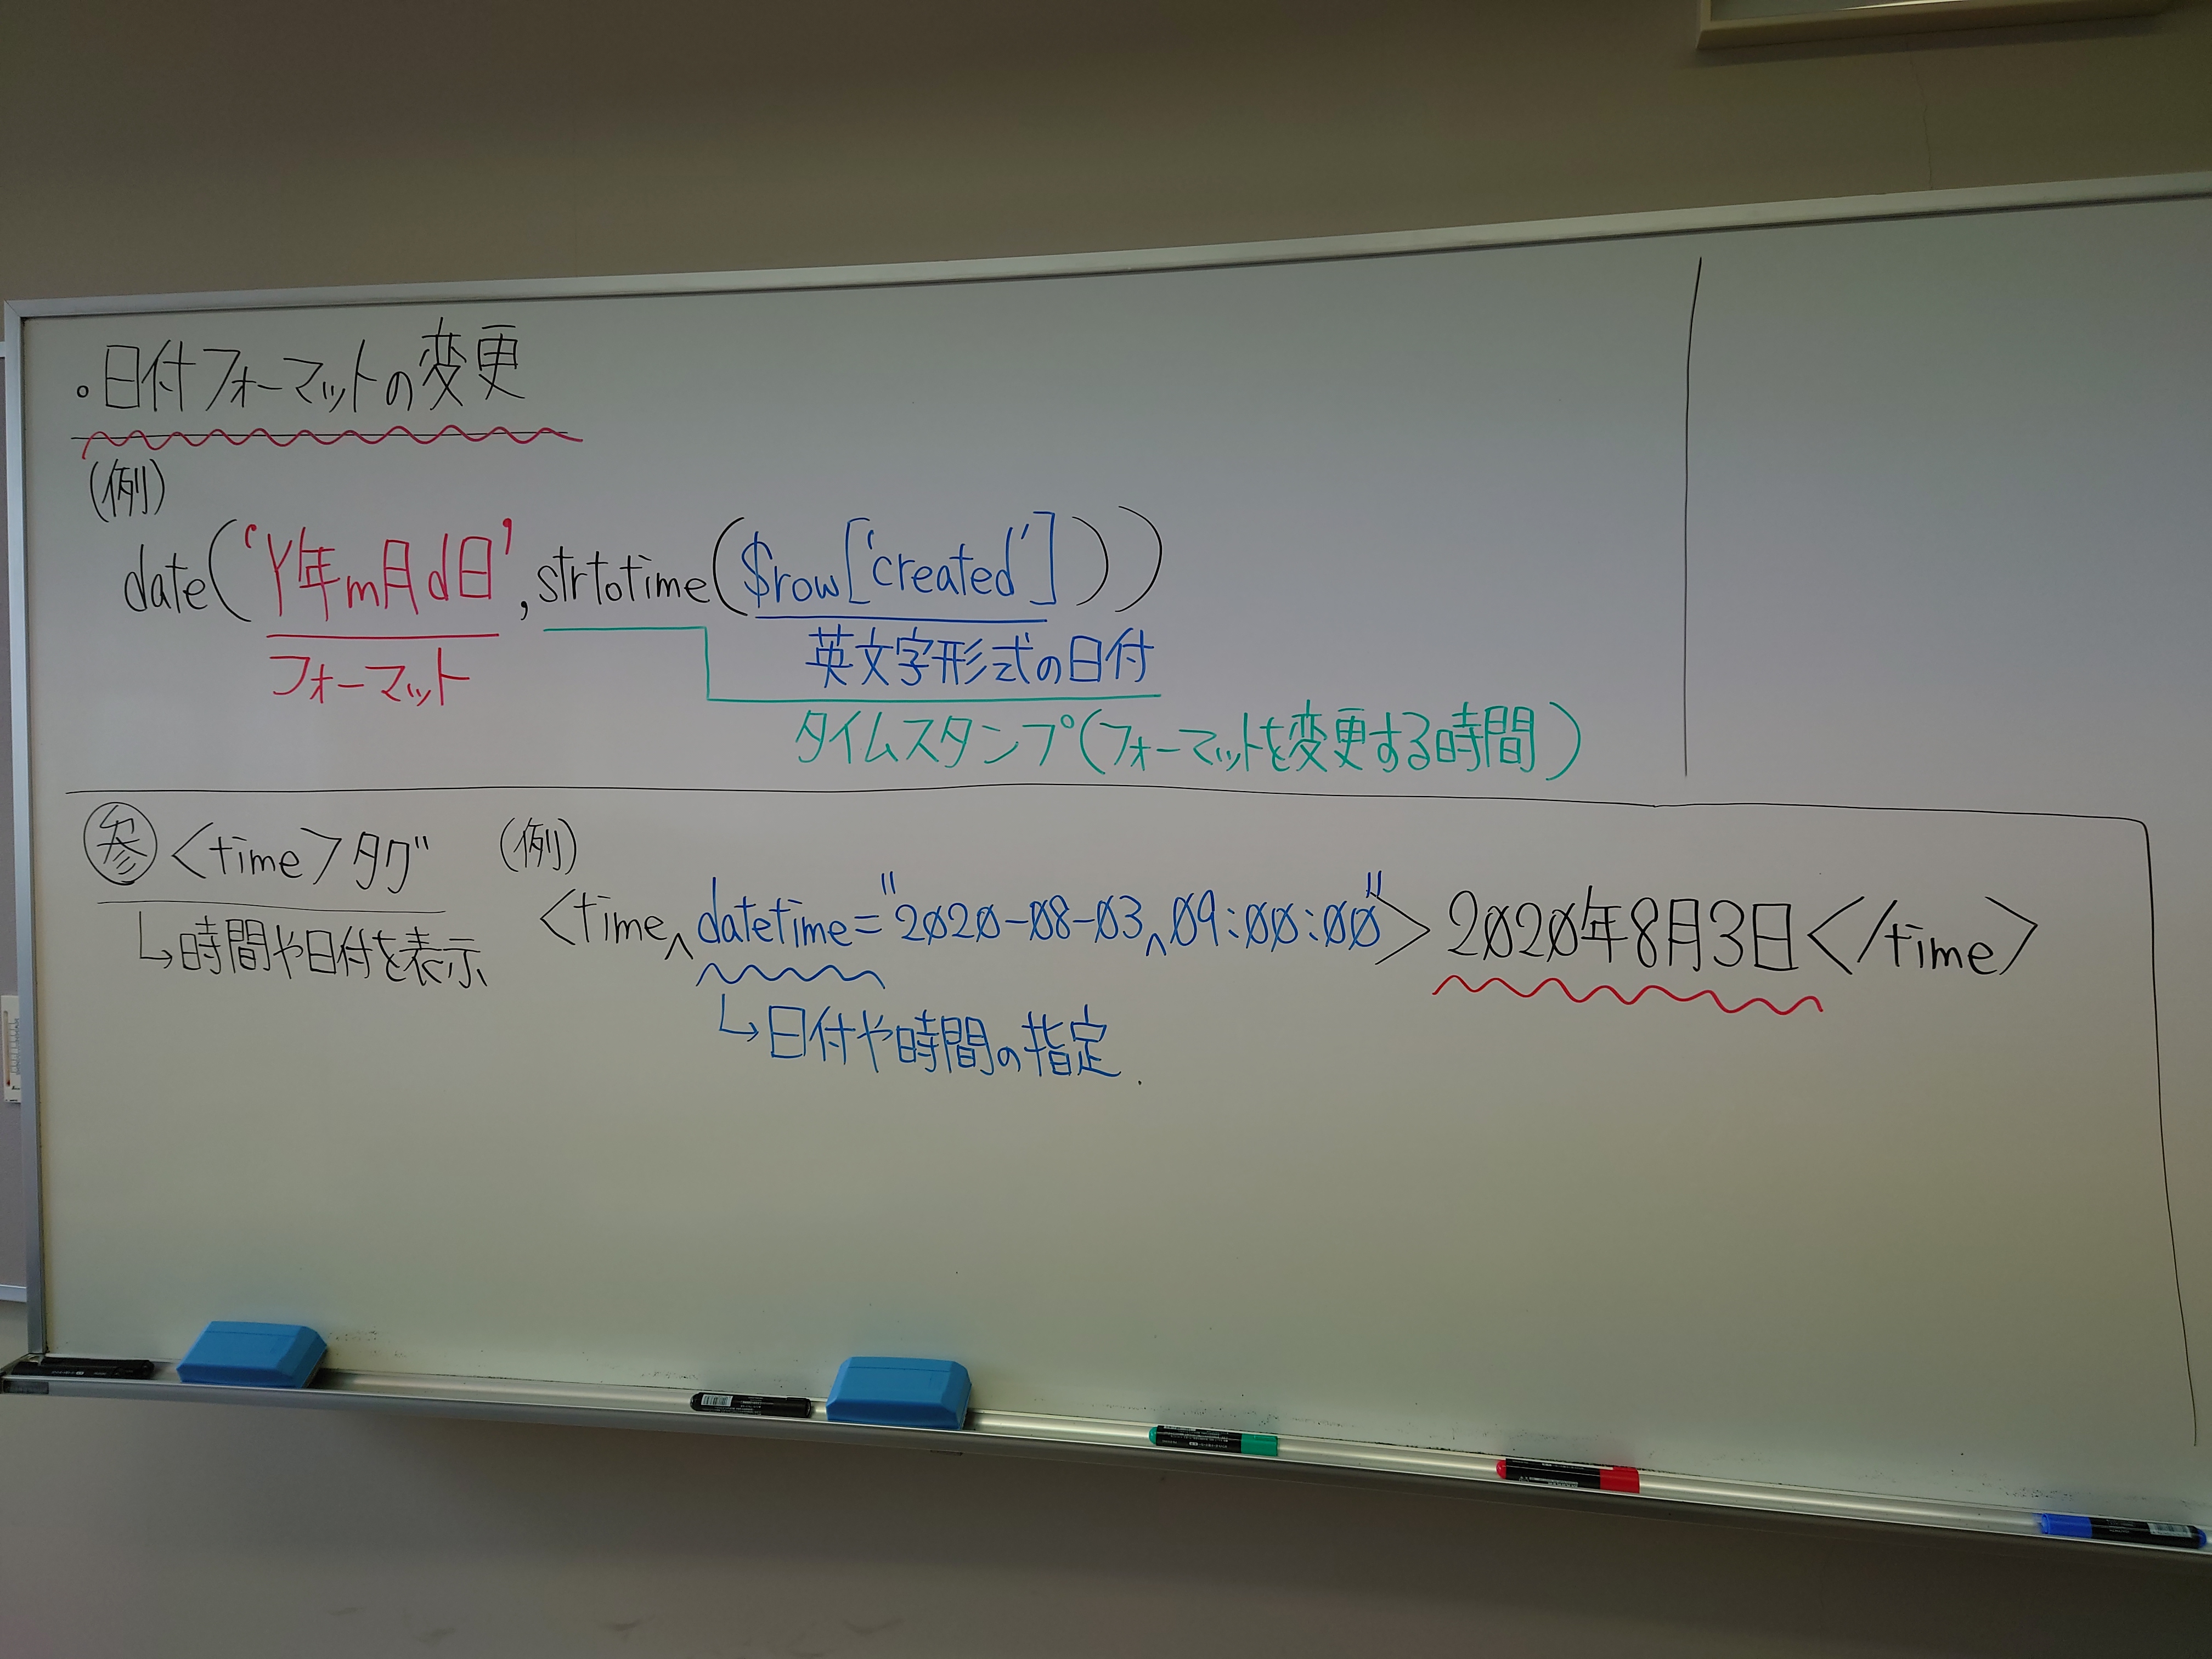 。日付フォーマットの変更
(例)
date('Y年m月d日', strtotime($row['created']))
フォーマット
英文字形式の日付
タイムスタンプ(フォーマットを変更する時間)
参 <time>タグ (例)
↳時間や日付を表示
<time^datetime="2020-08-03^09:00:00">2020年8月3日</time>
↳日付や時間の指定